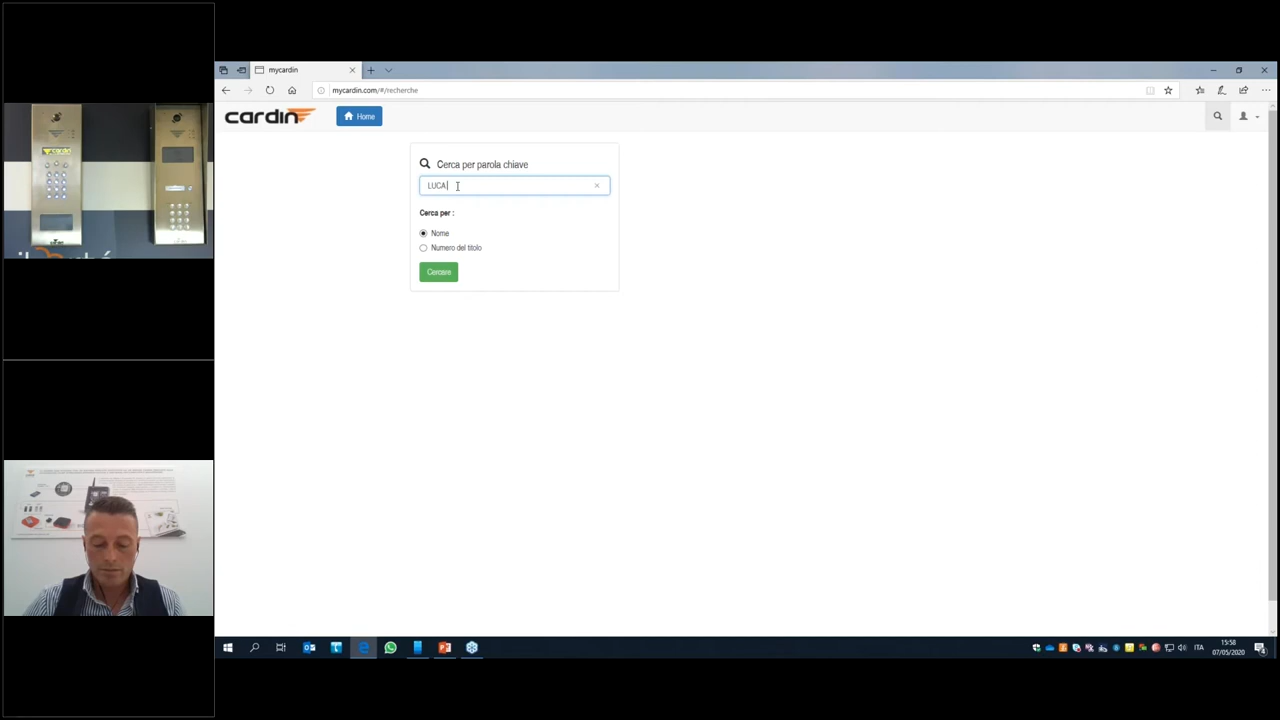 mycardin
mycardin.com/#/recherche
cardin
Home
Cerca per parola chiave
LUCA
Cerca per :
Nome
Numero del titolo
Cercare
ITA
15:58
07/05/2020